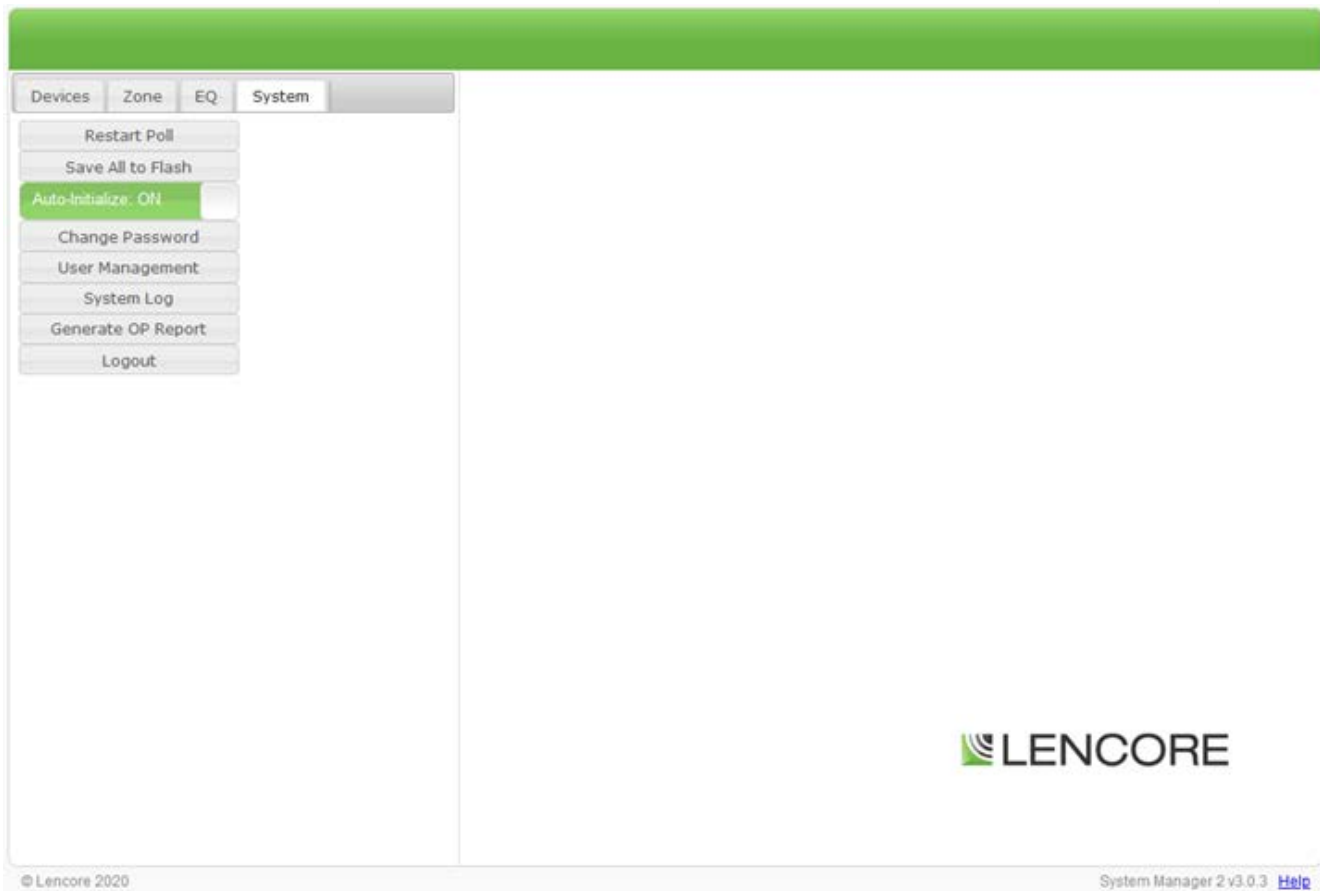 Devices Zone EQ System
Restart Poll
Save All to Flash
Auto-Initialize: ON
Change Password
User Management
System Log
Generate OP Report
Logout
LENCORE
© Lencore 2020
System Manager 2 v3.0.3 Help